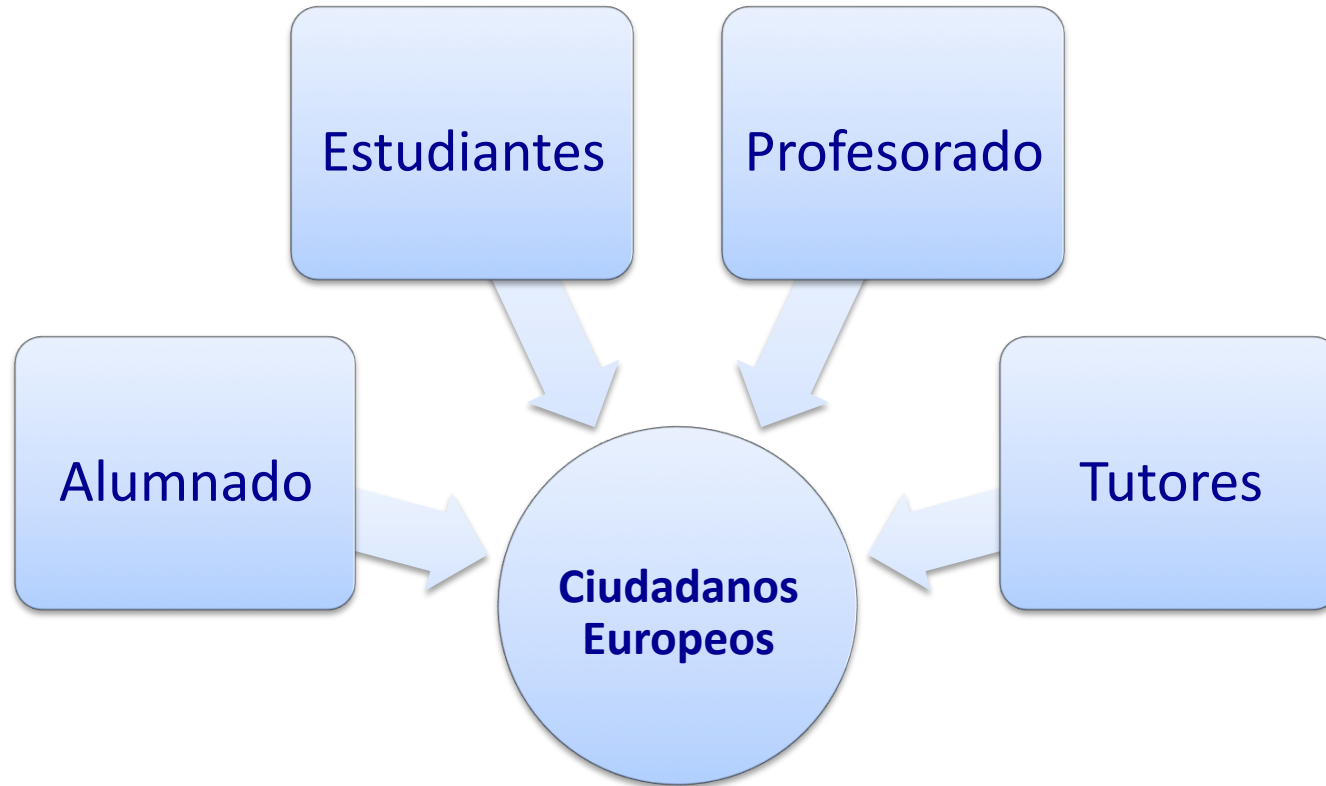 Estudiantes
Profesorado
Alumnado
Tutores
Ciudadanos
Europeos